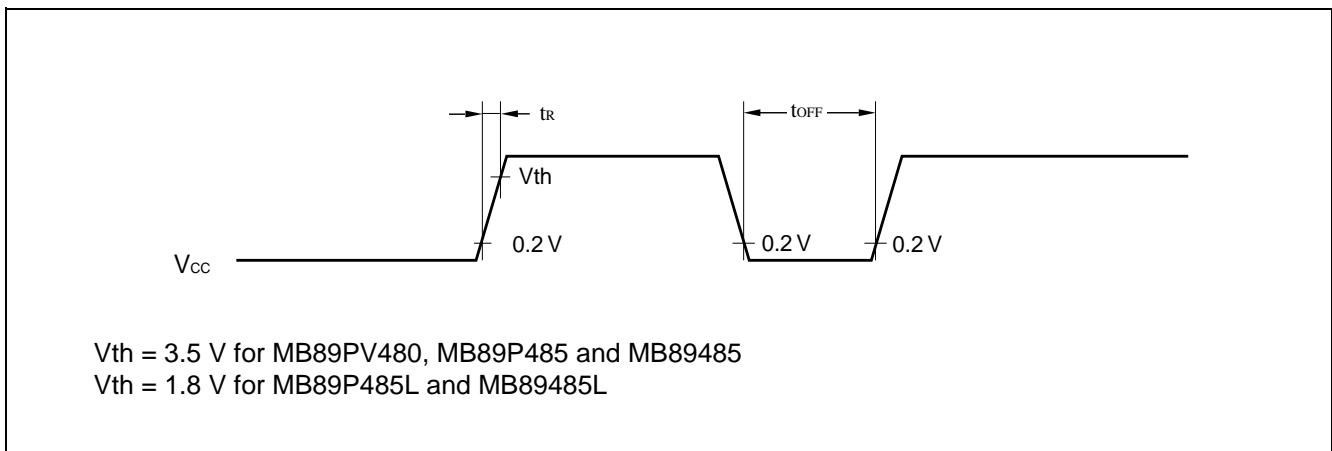 tR
tOFF
Vth
0.2 V
0.2 V
0.2 V
VCC
Vth = 3.5 V for MB89PV480, MB89P485 and MB89485
Vth = 1.8 V for MB89P485L and MB89485L